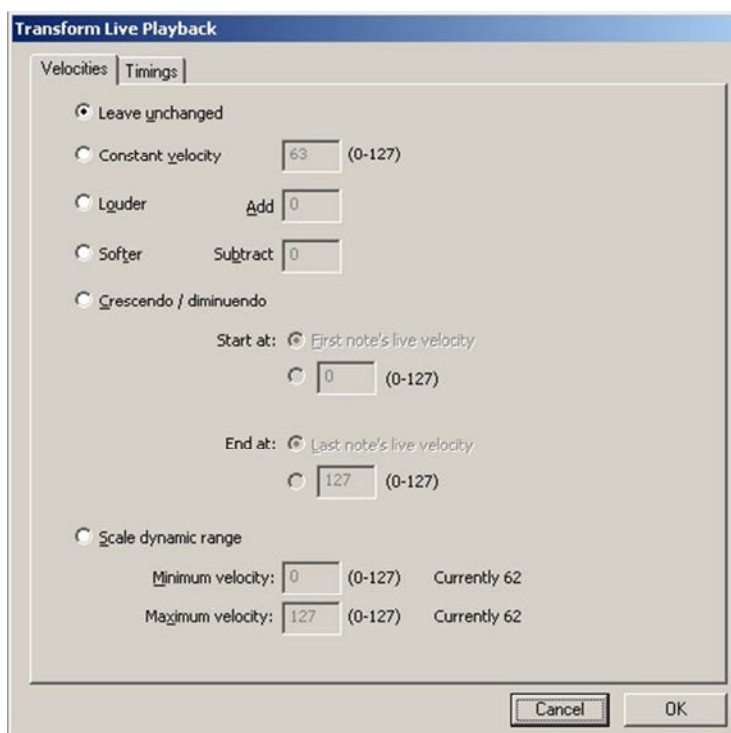 Transform Live Playback
Velocities Timings
Leave unchanged
Constant velocity 63 (0-127)
Louder Add 0
Softer Subtract 0
Crescendo / diminuendo
Start at: First note's live velocity
0 (0-127)
End at: Last note's live velocity
127 (0-127)
Scale dynamic range
Minimum velocity: 0 (0-127) Currently 62
Maximum velocity: 127 (0-127) Currently 62
Cancel OK